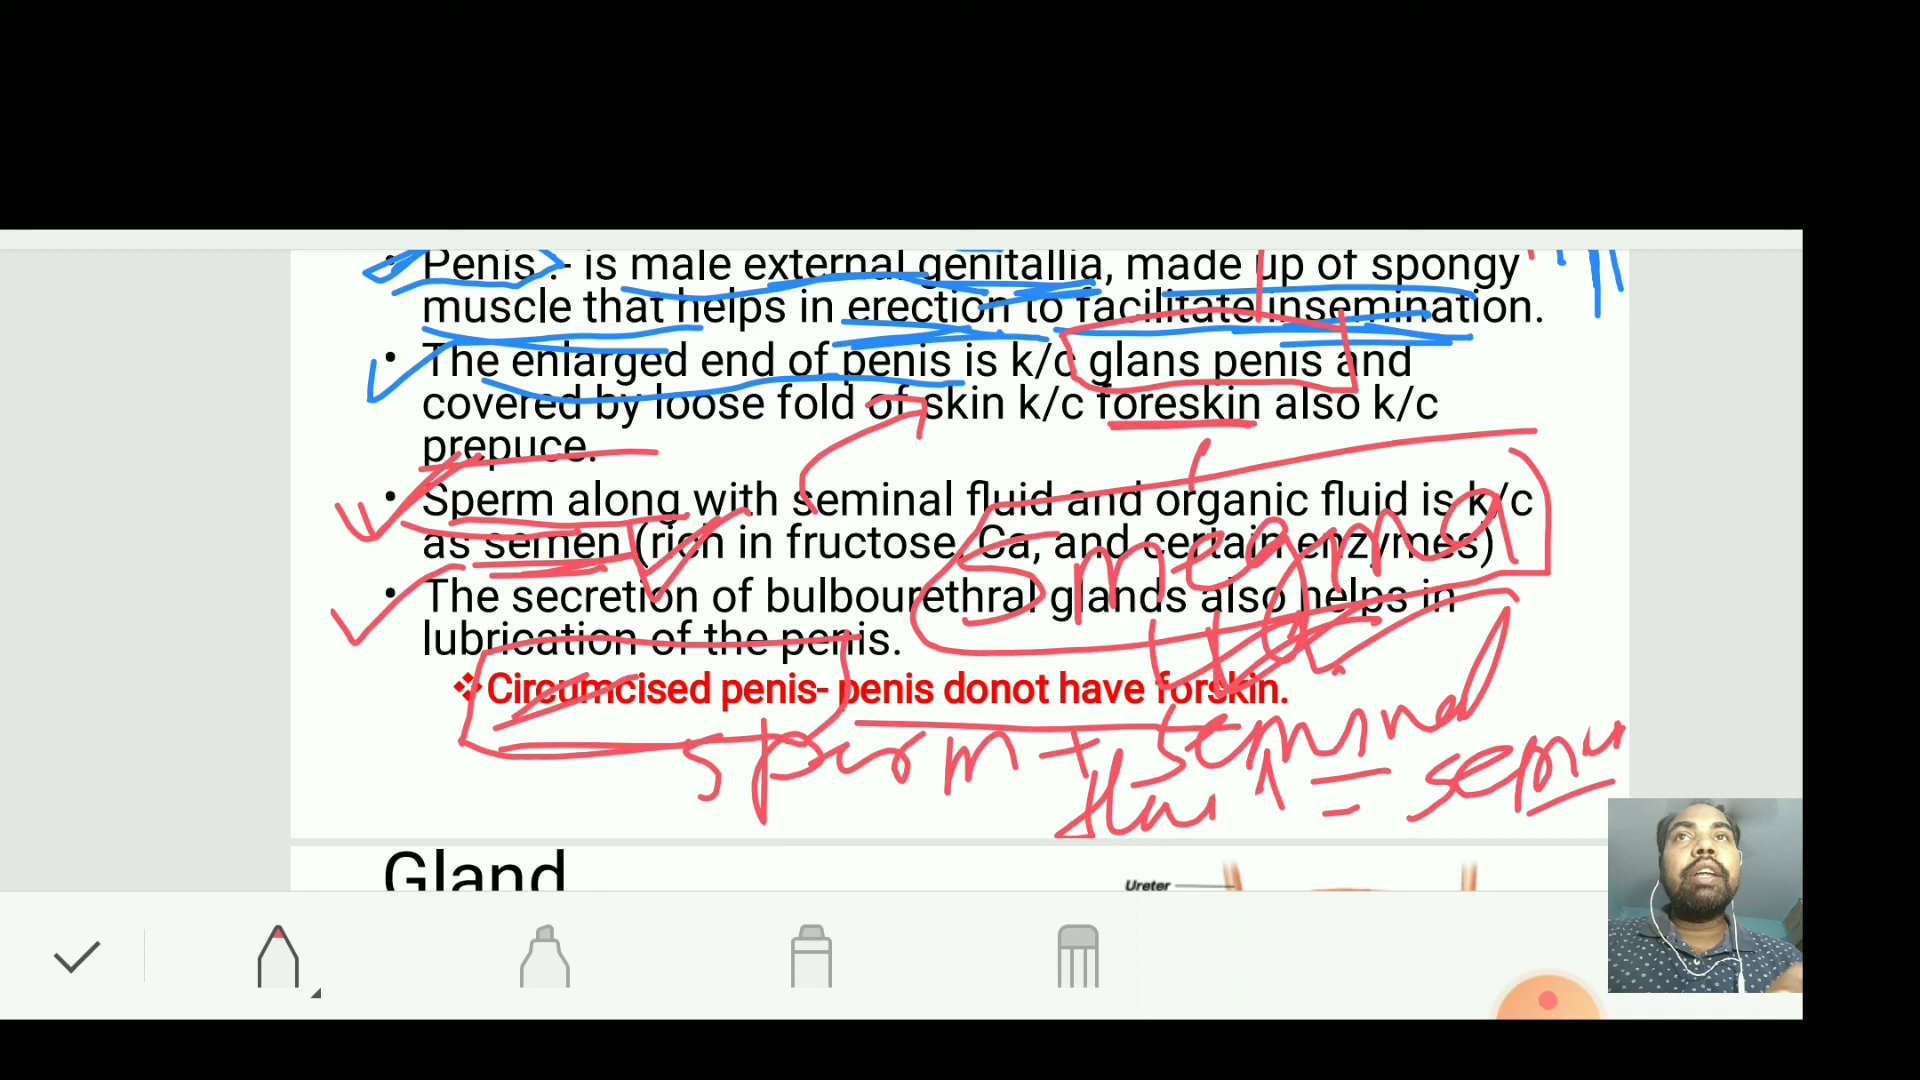 • Penis :- is male external genitallia, made up of spongy
muscle that helps in erection to facilitate insemination.
• The enlarged end of penis is k/c glans penis and
covered by loose fold of skin k/c foreskin also k/c
prepuce.
• Sperm along with seminal fluid and organic fluid is k/c
as semen (rich in fructose, Ca, and certain enzymes)
Smegma
• The secretion of bulbourethral glands also helps in
lubrication of the penis.
❖Circumcised penis- penis donot have forskin.
sperm + seminal
= semen
Gland
Ureter